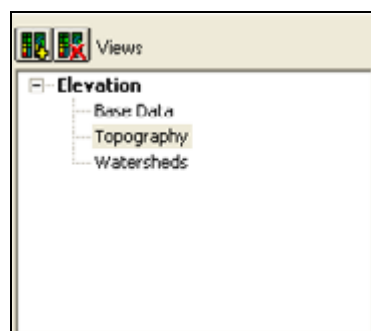 Views
Elevation
Base Data
Topography
Watersheds